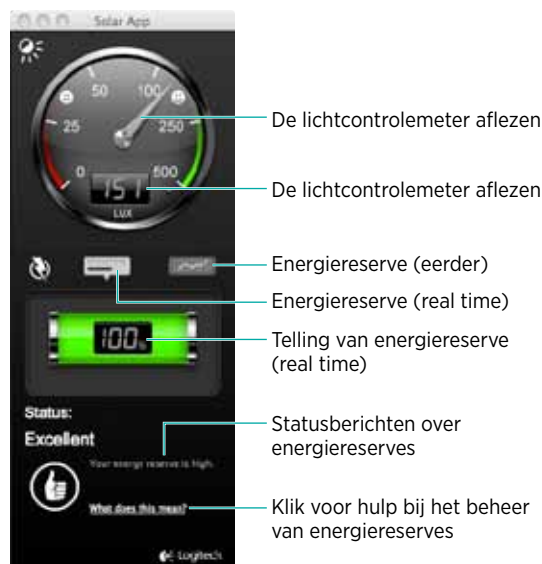 Solar App
50
100
25
250
0
500
151
LUX
De lichtcontrolemeter aflezen
De lichtcontrolemeter aflezen
Energiereserve (eerder)
Energiereserve (real time)
100%
Telling van energiereserve
(real time)
Status:
Excellent
Your energy reserve is high.
Statusberichten over
energiereserves
What does this mean?
Klik voor hulp bij het beheer
van energiereserves
Logitech